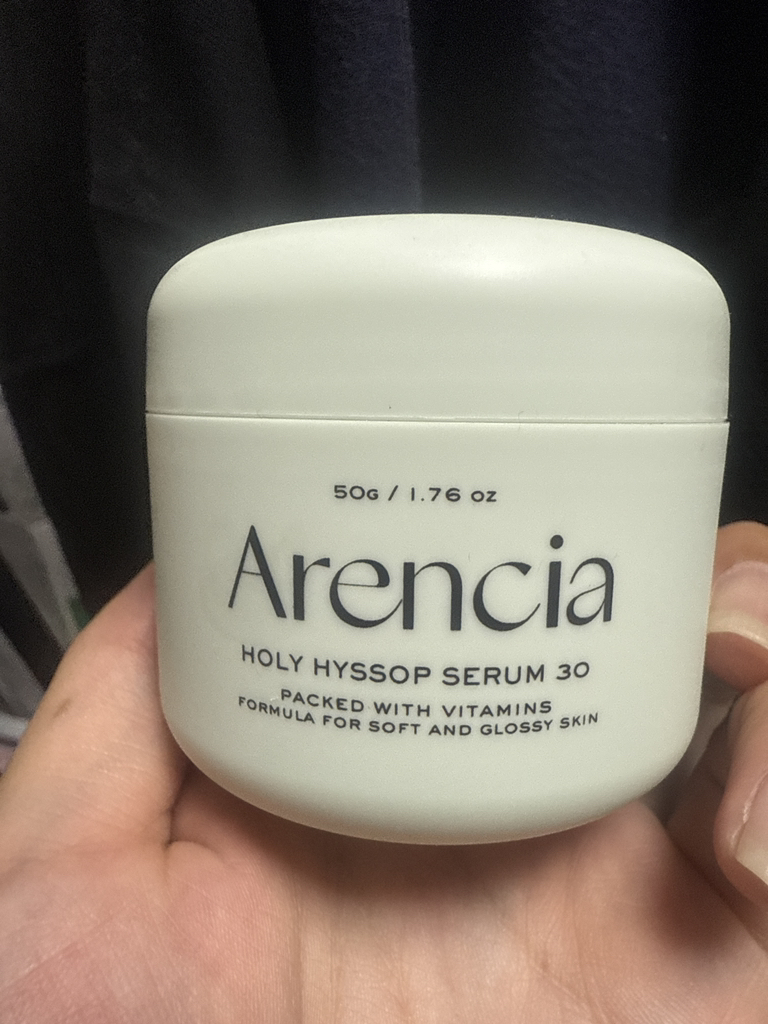 50G / 1.76 OZ
Arencia
HOLY HYSSOP SERUM 30
PACKED WITH VITAMINS
FORMULA FOR SOFT AND GLOSSY SKIN